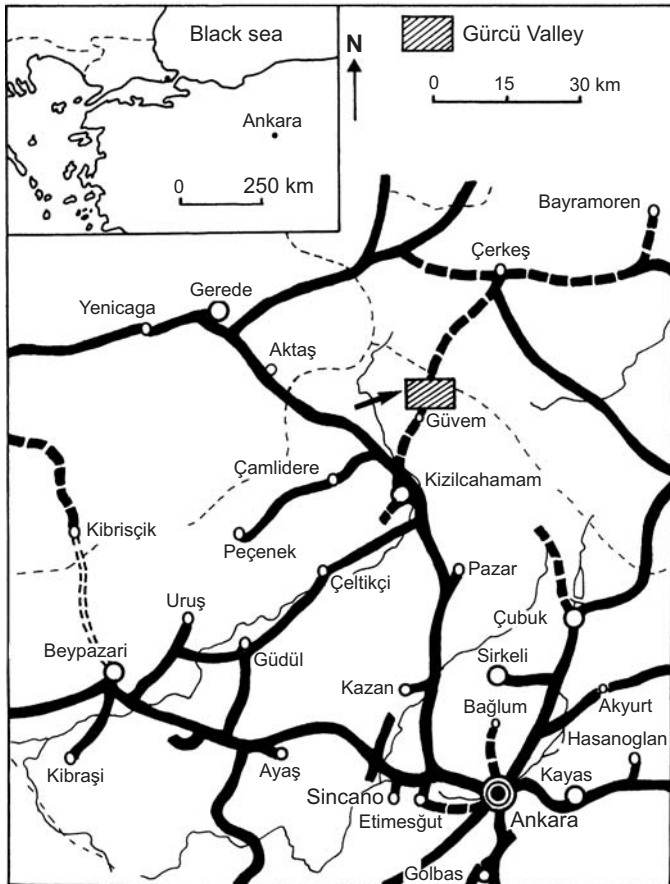 Black sea
Ankara
0 250 km
N
Gürcü Valley
0 15 30 km
Bayramoren
Çerkeş
Gerede
Yenicaga
Aktaş
Güvem
Çamlidere
Kizilcahamam
Kibrisçik
Peçenek
Çeltikçi
Pazar
Uruş
Çubuk
Beypazari
Güdül
Sirkeli
Kazan
Bağlum
Akyurt
Hasanoglan
Kibraşi
Ayaş
Kayas
Sincano
Etimesğut
Ankara
Golbas